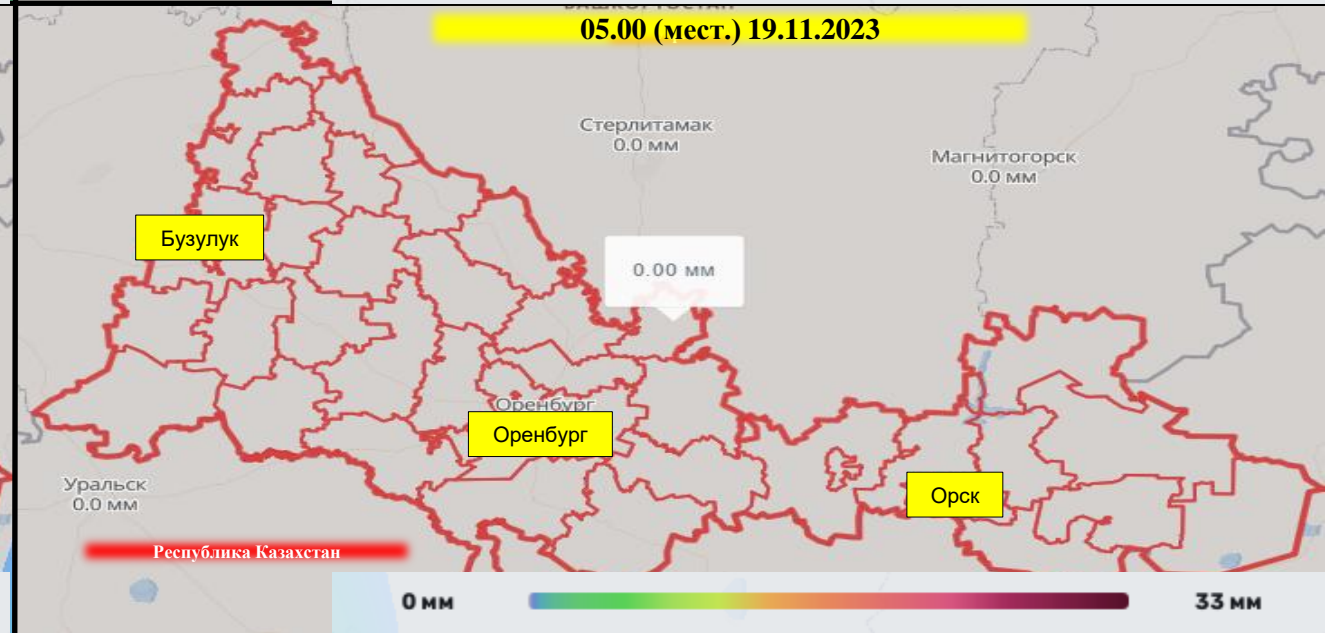 БАШКОРТОСТАН
05.00 (мест.) 19.11.2023
Стерлитамак
0.0 мм
Магнитогорск
0.0 мм
Бузулук
0.00 мм
Оренбург
Оренбург
Уральск
0.0 мм
Орск
Республика Казахстан
0 мм
33 мм